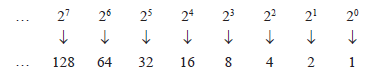 ... 2⁷ 2⁶ 2⁵ 2⁴ 2³ 2² 2¹ 2⁰
↓ ↓ ↓ ↓ ↓ ↓ ↓ ↓
... 128 64 32 16 8 4 2 1